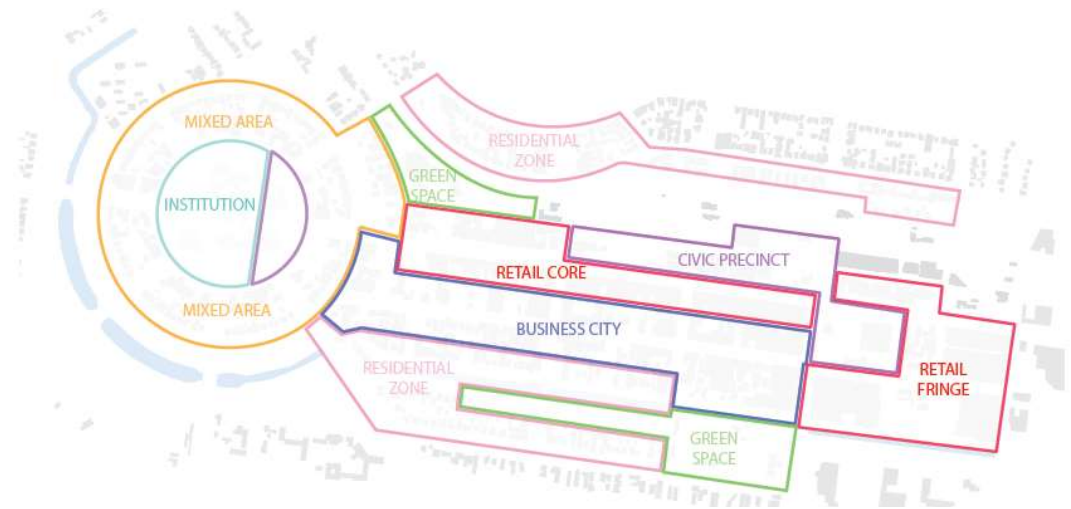 MIXED AREA
RESIDENTIAL
ZONE
GREEN
SPACE
INSTITUTION
CIVIC PRECINCT
RETAIL CORE
MIXED AREA
BUSINESS CITY
RESIDENTIAL
ZONE
RETAIL
FRINGE
GREEN
SPACE